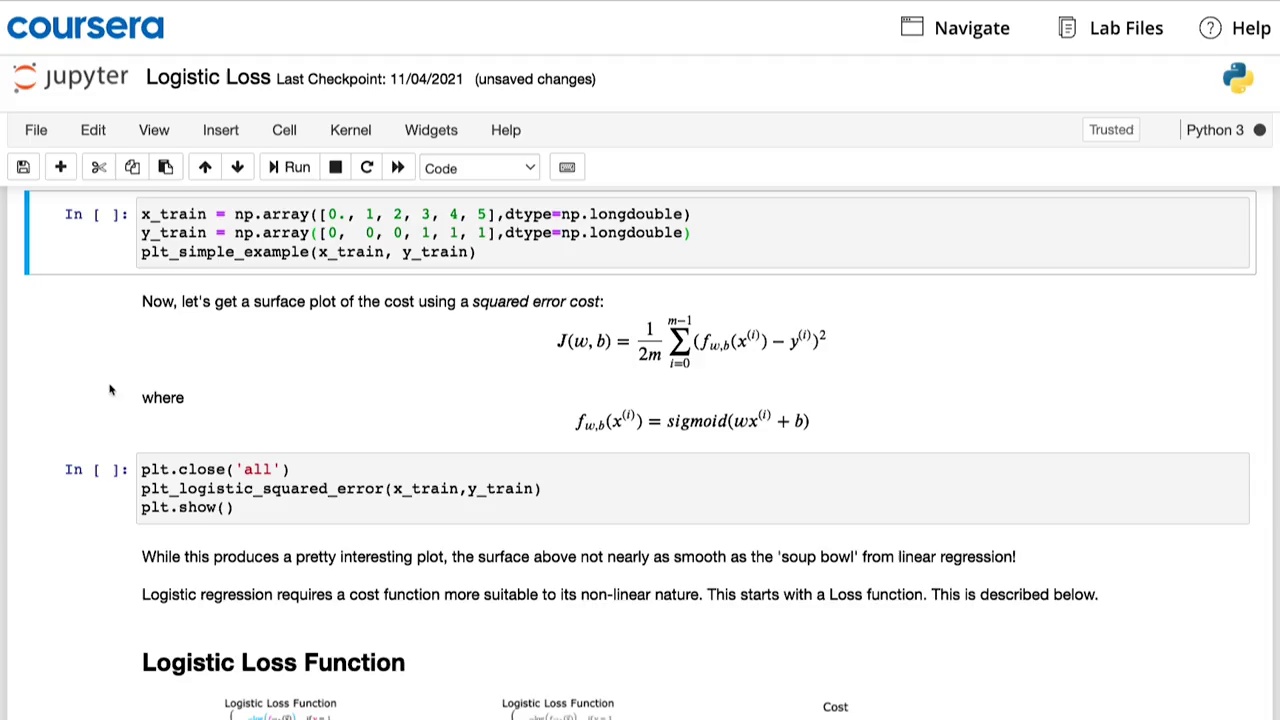 coursera
Navigate
Lab Files
Help
jupyter Logistic Loss Last Checkpoint: 11/04/2021 (unsaved changes)
File Edit View Insert Cell Kernel Widgets Help
Trusted
Python 3
Run
Code
In [ ]: x_train = np.array([0., 1, 2, 3, 4, 5],dtype=np.longdouble)
y_train = np.array([0,  0, 0, 1, 1, 1],dtype=np.longdouble)
plt_simple_example(x_train, y_train)
Now, let's get a surface plot of the cost using a squared error cost:
J(w, b) = 1/2m ∑_{i=0}^{m−1} (f_{w,b}(x^{(i)}) − y^{(i)})²
where
f_{w,b}(x^{(i)}) = sigmoid(wx^{(i)} + b)
In [ ]: plt.close('all')
plt_logistic_squared_error(x_train,y_train)
plt.show()
While this produces a pretty interesting plot, the surface above not nearly as smooth as the 'soup bowl' from linear regression!
Logistic regression requires a cost function more suitable to its non-linear nature. This starts with a Loss function. This is described below.
Logistic Loss Function
Logistic Loss Function
Logistic Loss Function
Cost